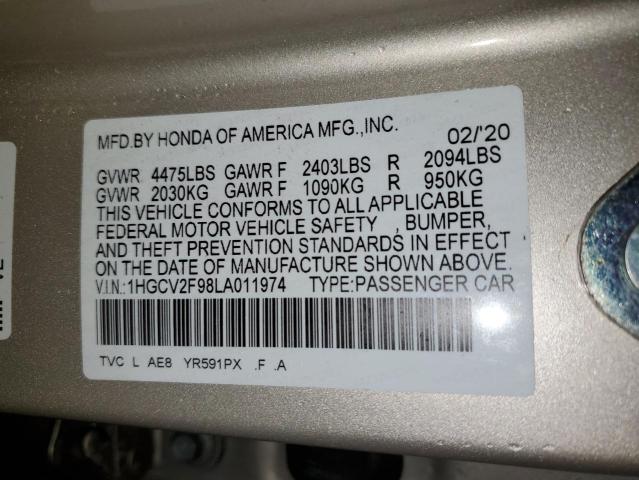 MFD.BY HONDA OF AMERICA MFG.,INC. 02/'20
GVWR 4475LBS GAWR F 2403LBS R 2094LBS
GVWR 2030KG GAWR F 1090KG R 950KG
THIS VEHICLE CONFORMS TO ALL APPLICABLE
FEDERAL MOTOR VEHICLE SAFETY , BUMPER,
AND THEFT PREVENTION STANDARDS IN EFFECT
ON THE DATE OF MANUFACTURE SHOWN ABOVE.
V.I.N.:1HGCV2F98LA011974 TYPE:PASSENGER CAR
TVC L AE8 YR591PX .F .A